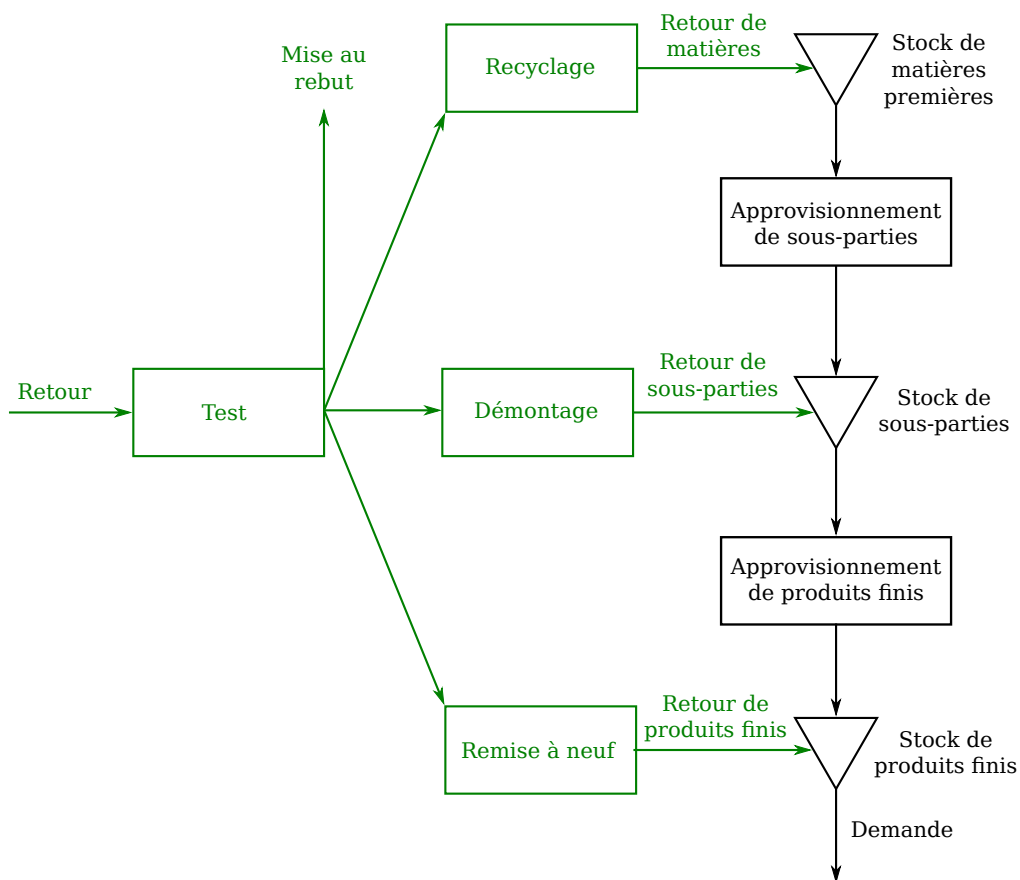 Mise au
rebut
Recyclage
Retour de
matières
Stock de
matières
premières
Approvisionnement
de sous-parties
Retour
Test
Démontage
Retour de
sous-parties
Stock de
sous-parties
Approvisionnement
de produits finis
Remise à neuf
Retour de
produits finis
Stock de
produits finis
Demande